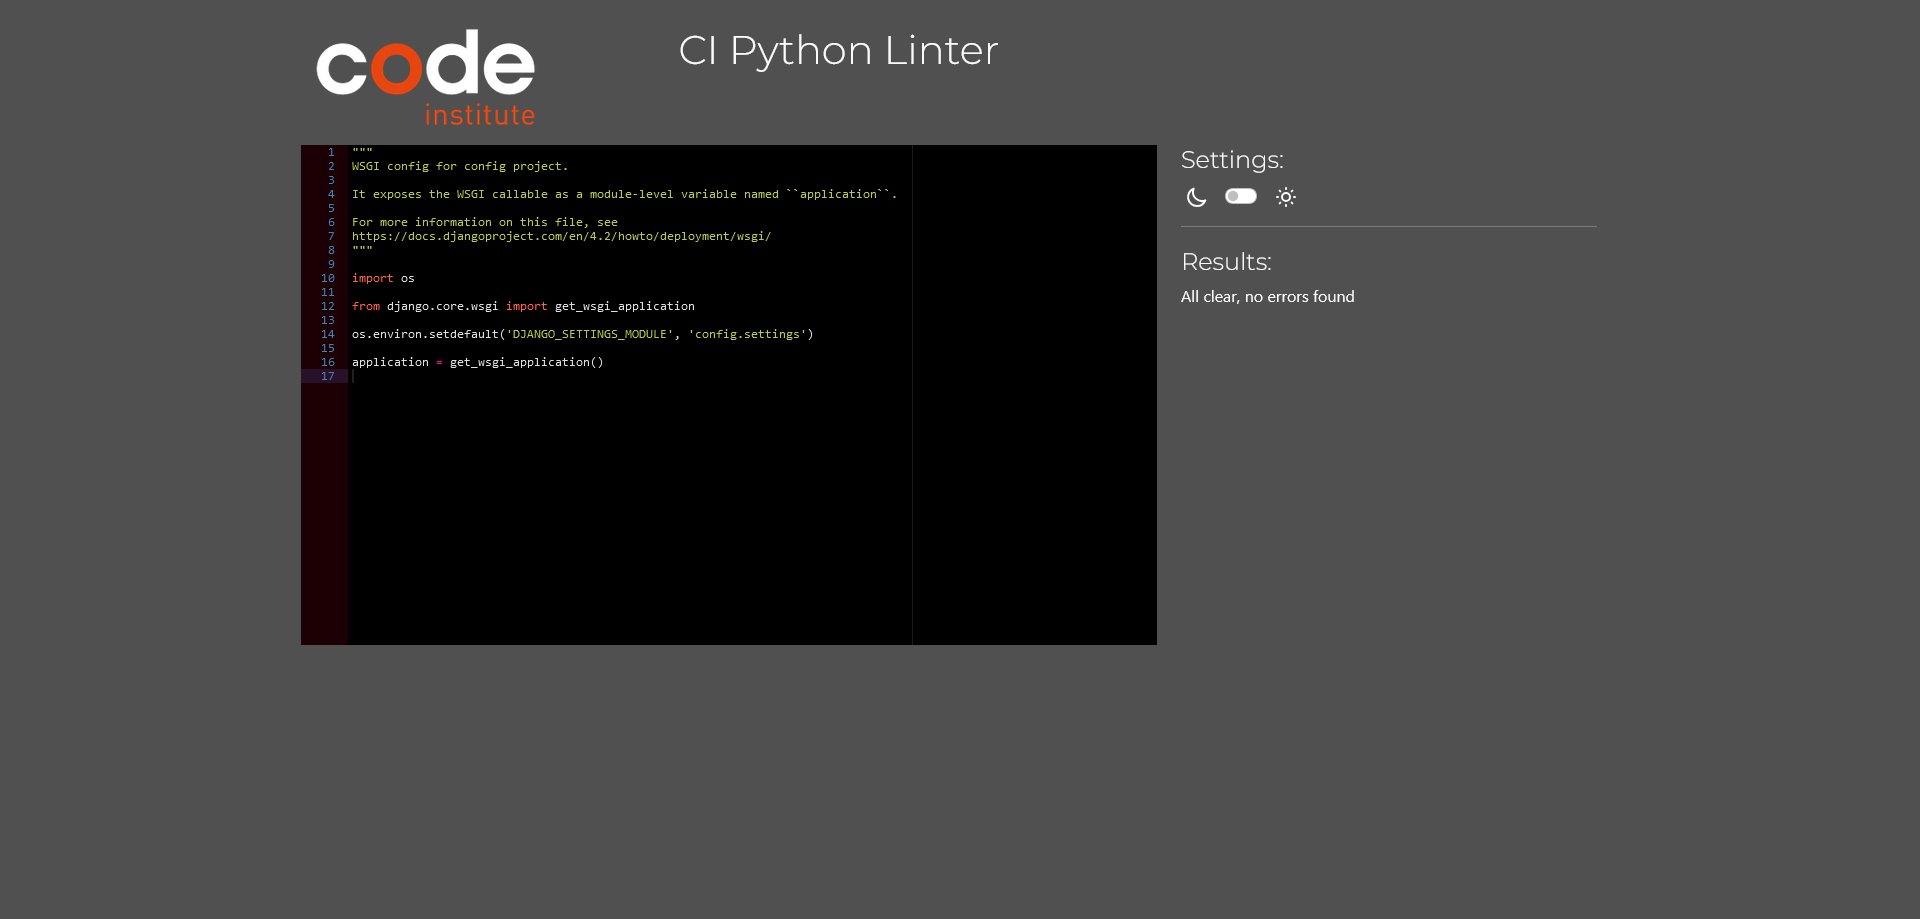 code
institute
CI Python Linter
1 """
2 WSGI config for config project.
3
4 It exposes the WSGI callable as a module-level variable named ``application``.
5
6 For more information on this file, see
7 https://docs.djangoproject.com/en/4.2/howto/deployment/wsgi/
8 """
9
10 import os
11
12 from django.core.wsgi import get_wsgi_application
13
14 os.environ.setdefault('DJANGO_SETTINGS_MODULE', 'config.settings')
15
16 application = get_wsgi_application()
17
Settings:
Results:
All clear, no errors found